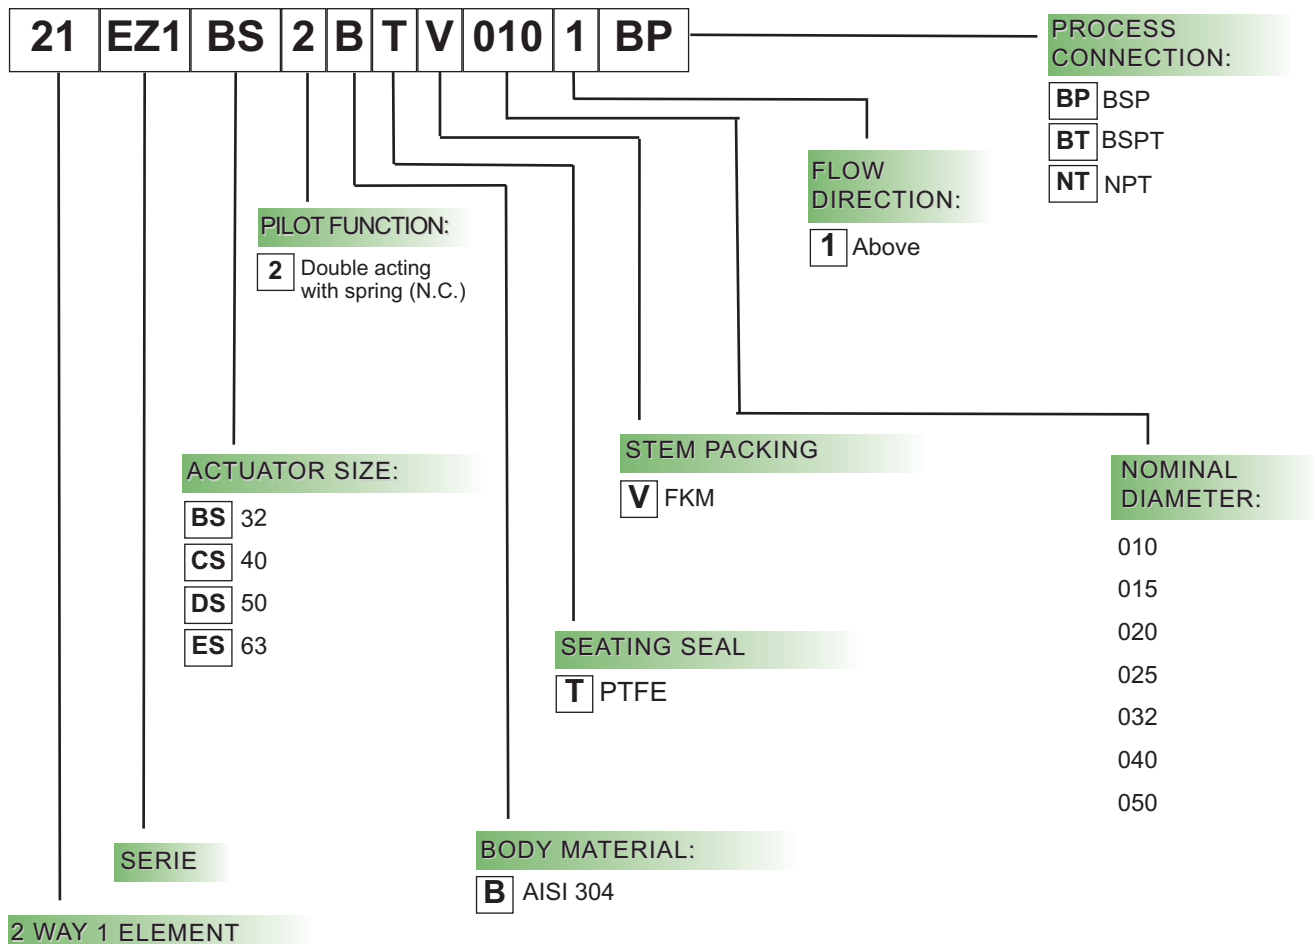 21 EZ1 BS 2 B T V 010 1 BP
PROCESS
CONNECTION:
BP BSP
BT BSPT
NT NPT
FLOW
DIRECTION:
1 Above
PILOT FUNCTION:
2 Double acting
with spring (N.C.)
ACTUATOR SIZE:
BS 32
CS 40
DS 50
ES 63
STEM PACKING
V FKM
NOMINAL
DIAMETER:
010
015
020
025
032
040
050
SEATING SEAL
T PTFE
BODY MATERIAL:
B AISI 304
SERIE
2 WAY 1 ELEMENT